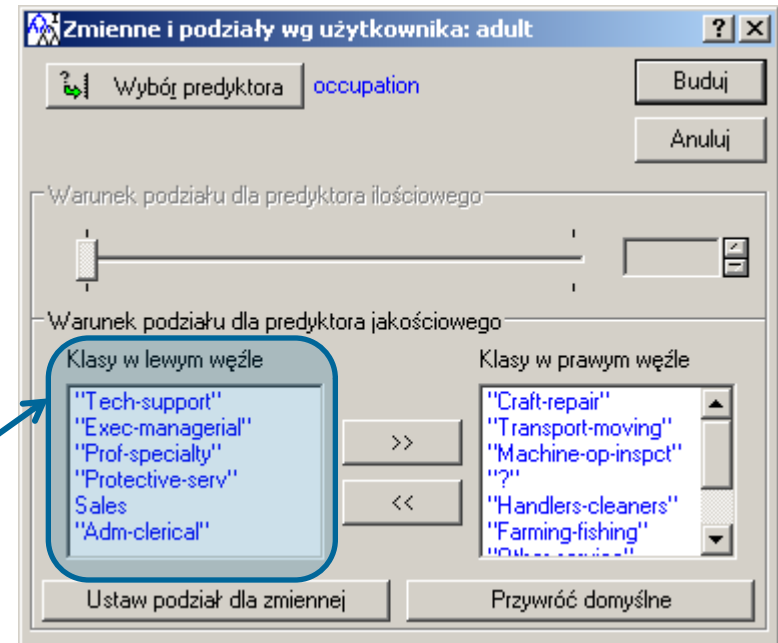 Zmienne i podziały wg użytkownika: adult
Wybór predyktora occupation
Buduj
Anuluj
Warunek podziału dla predyktora ilościowego
Warunek podziału dla predyktora jakościowego
Klasy w lewym węźle
"Tech-support"
"Exec-managerial"
"Prof-specialty"
"Protective-serv"
Sales
"Adm-clerical"
>>
<<
Klasy w prawym węźle
"Craft-repair"
"Transport-moving"
"Machine-op-inspct"
"?"
"Handlers-cleaners"
"Farming-fishing"
Ustaw podział dla zmiennej
Przywróć domyślne